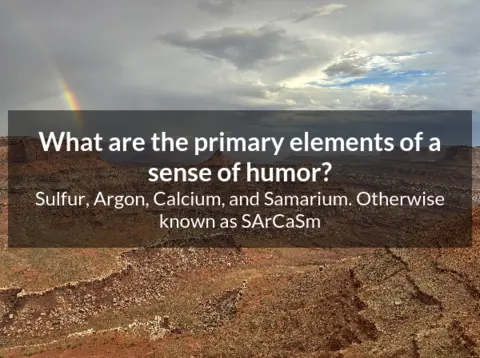 What are the primary elements of a
sense of humor?
Sulfur, Argon, Calcium, and Samarium. Otherwise
known as SArCaSm